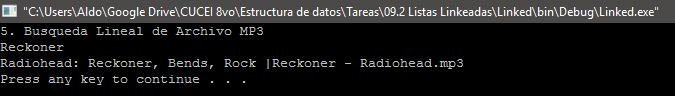 "C:\Users\Aldo\Google Drive\CUCEI 8vo\Estructura de datos\Tareas\09.2 Listas Linkeadas\Linked\bin\Debug\Linked.exe"
5. Busqueda Lineal de Archivo MP3
Reckoner
Radiohead: Reckoner, Bends, Rock |Reckoner - Radiohead.mp3
Press any key to continue . . .